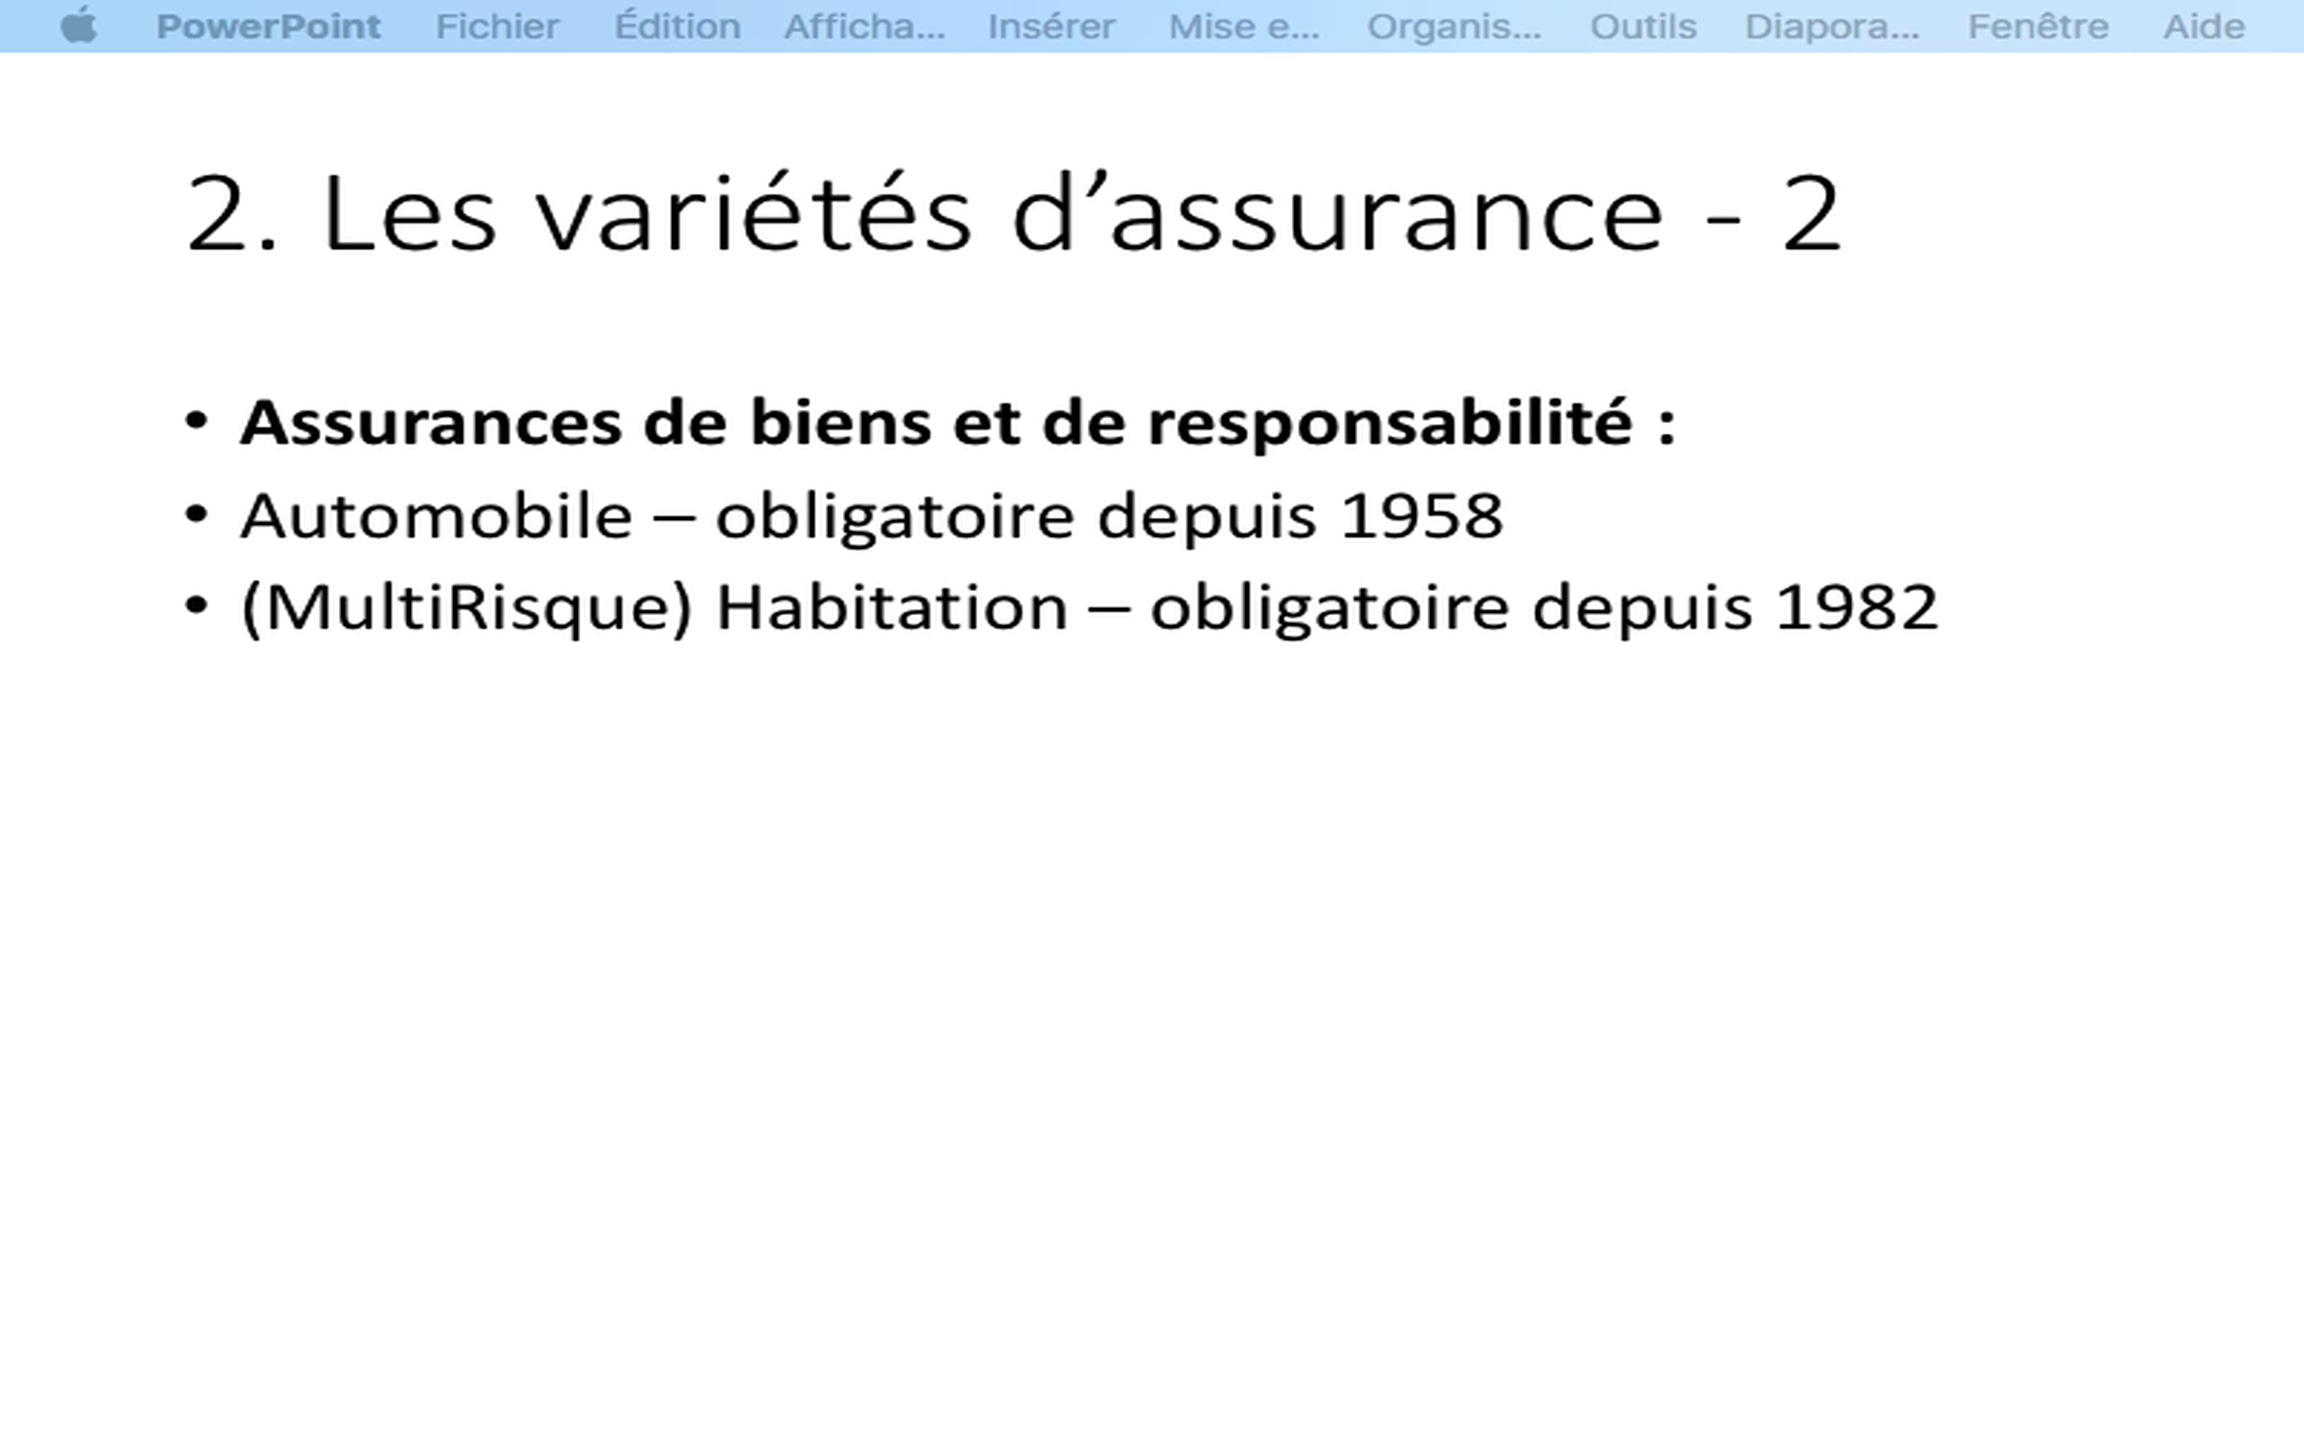 PowerPoint Fichier Édition Afficha... Insérer Mise e... Organis... Outils Diapora... Fenêtre Aide
2. Les variétés d’assurance - 2
• Assurances de biens et de responsabilité :
• Automobile – obligatoire depuis 1958
• (MultiRisque) Habitation – obligatoire depuis 1982